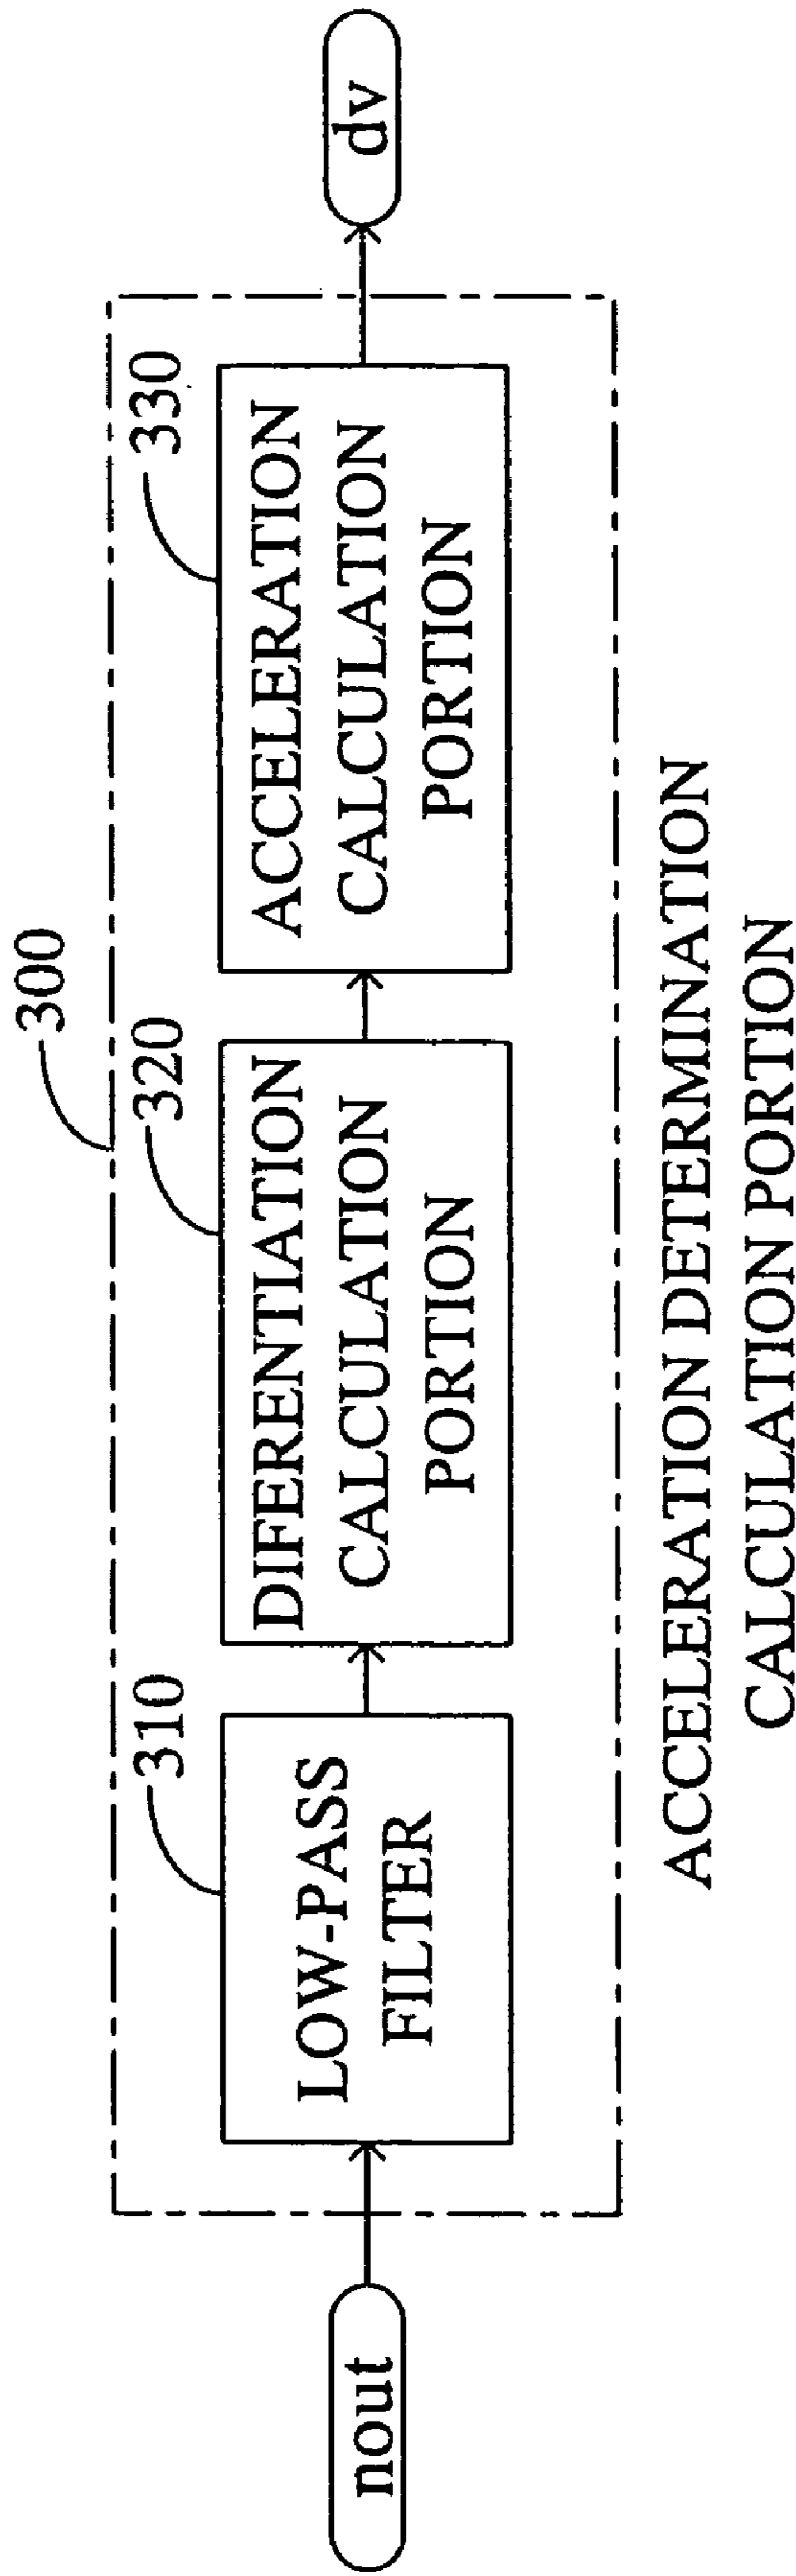 300
310
320
330
nout
LOW-PASS
FILTER
DIFERENTIATION
CALCULATION
PORTION
ACCELERATION
CALCULATION
PORTION
dv
ACCELERATION DETERMINATION
CALCULATION PORTION